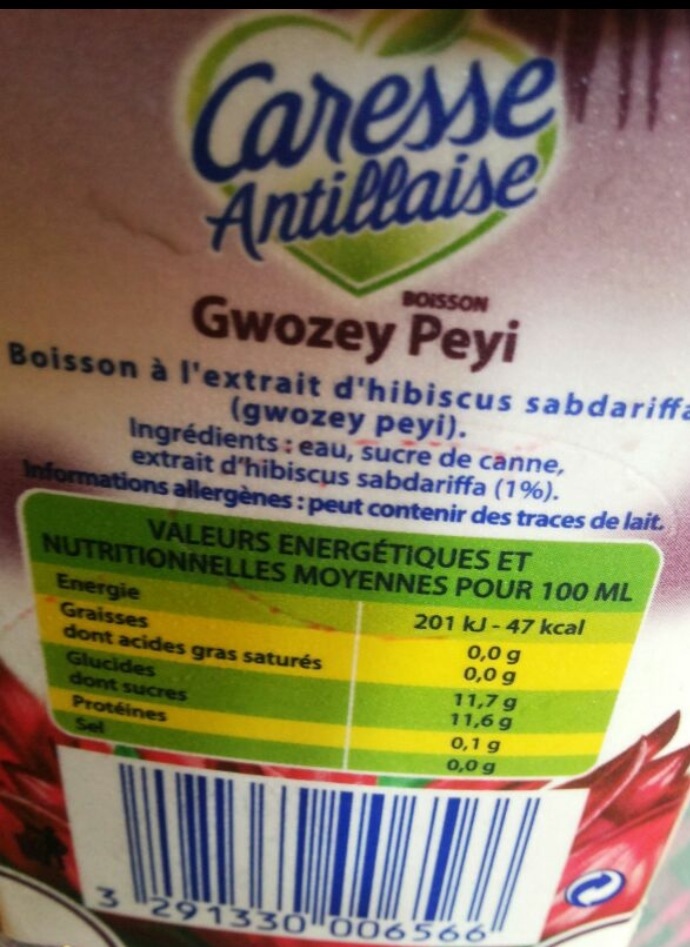 Caresse
Antillaise
BOISSON
Gwozey Peyi
Boisson à l'extrait d'hibiscus sabdariffa
(gwozey peyi).
Ingrédients : eau, sucre de canne,
extrait d'hibiscus sabdariffa (1%).
Informations allergènes : peut contenir des traces de lait.
VALEURS ENERGÉTIQUES ET
NUTRITIONNELLES MOYENNES POUR 100 ML
Energie 201 kJ - 47 kcal
Graisses 0,0 g
dont acides gras saturés 0,0 g
Glucides 11,7 g
dont sucres 11,6 g
Protéines 0,1 g
Sel 0,0 g
3 291330 006566